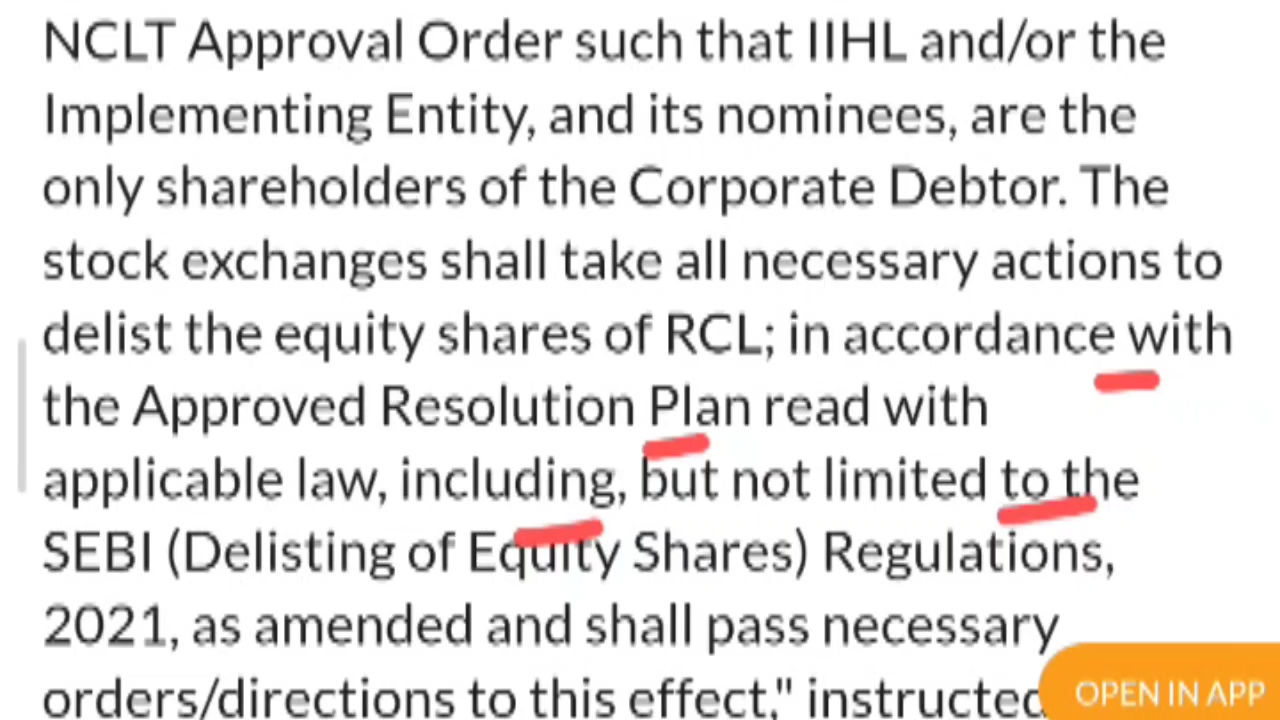 NCLT Approval Order such that IIHL and/or the
Implementing Entity, and its nominees, are the
only shareholders of the Corporate Debtor. The
stock exchanges shall take all necessary actions to
delist the equity shares of RCL; in accordance with
the Approved Resolution Plan read with
applicable law, including, but not limited to the
SEBI (Delisting of Equity Shares) Regulations,
2021, as amended and shall pass necessary
orders/directions to this effect," instructed
OPEN IN APP